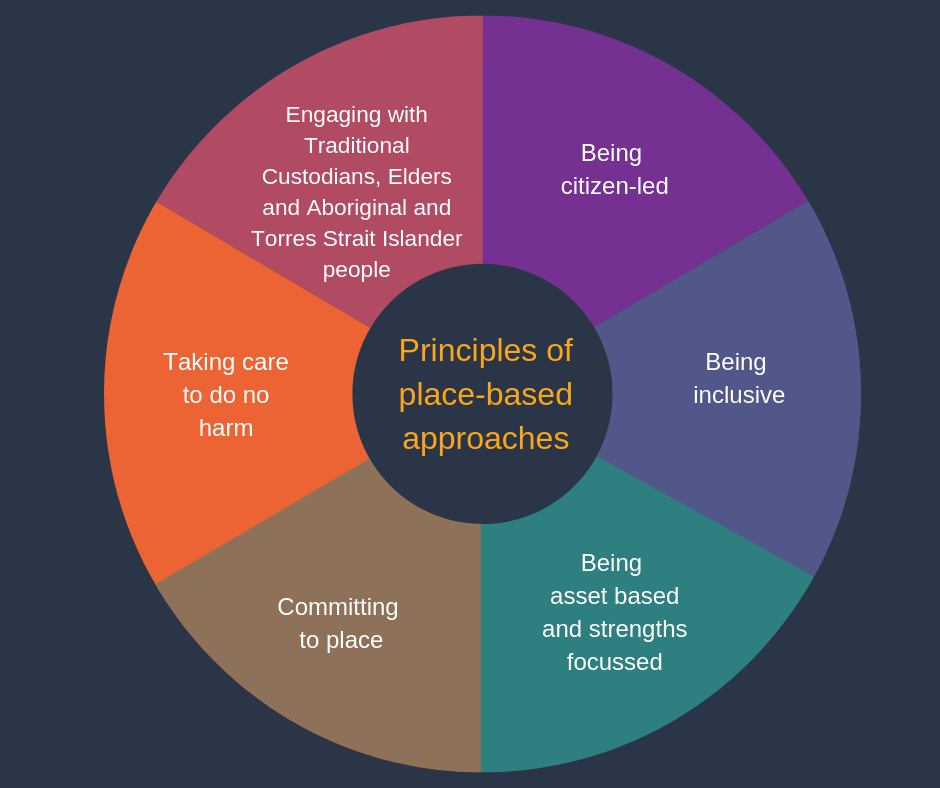 Engaging with
Traditional
Custodians, Elders
and Aboriginal and
Torres Strait Islander
people
Being
citizen-led
Taking care
to do no
harm
Principles of
place-based
approaches
Being
inclusive
Committing
to place
Being
asset based
and strengths
focussed